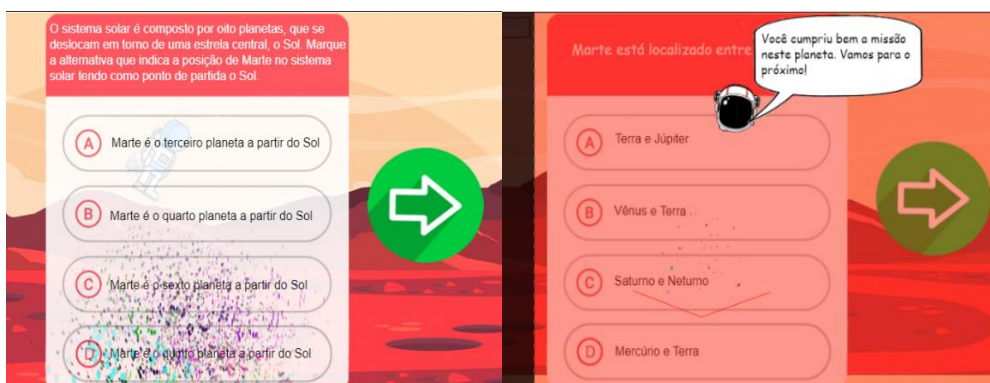 O sistema solar é composto por oito planetas, que se
deslocam em torno de uma estrela central, o Sol. Marque
a alternativa que indica a posição de Marte no sistema
solar tendo como ponto de partida o Sol.
A Marte é o terceiro planeta a partir do Sol
B Marte é o quarto planeta a partir do Sol
C Marte é o sexto planeta a partir do Sol
D Marte é o quinto planeta a partir do Sol
Marte está localizado entre
Você cumpriu bem a missão
neste planeta. Vamos para o
próximo!
A Terra e Júpiter
B Vênus e Terra
C Saturno e Neturno
D Mercúrio e Terra